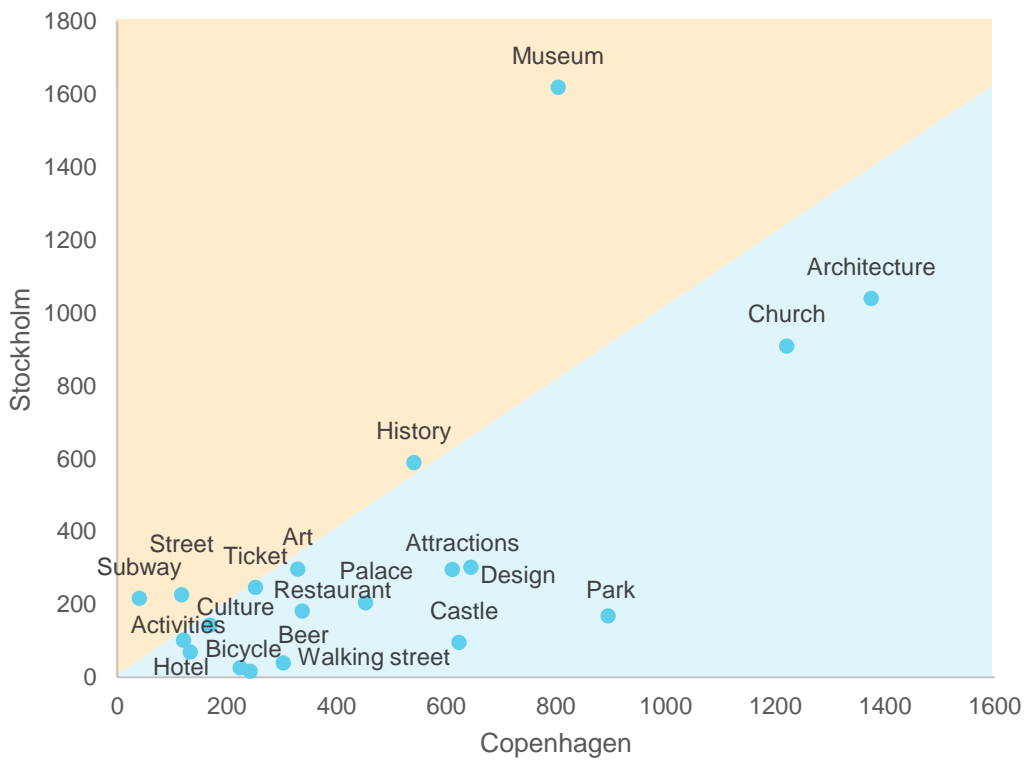 1800
Museum
1600
1400
1200
Architecture
1000
Church
800
Stockholm
600
History
400
Street
Art
Ticket
Attractions
Subway
Palace
Design
200
Restaurant
Park
Culture
Castle
Activities
Beer
Bicycle
Walking street
Hotel
0
0 200 400 600 800 1000 1200 1400 1600
Copenhagen